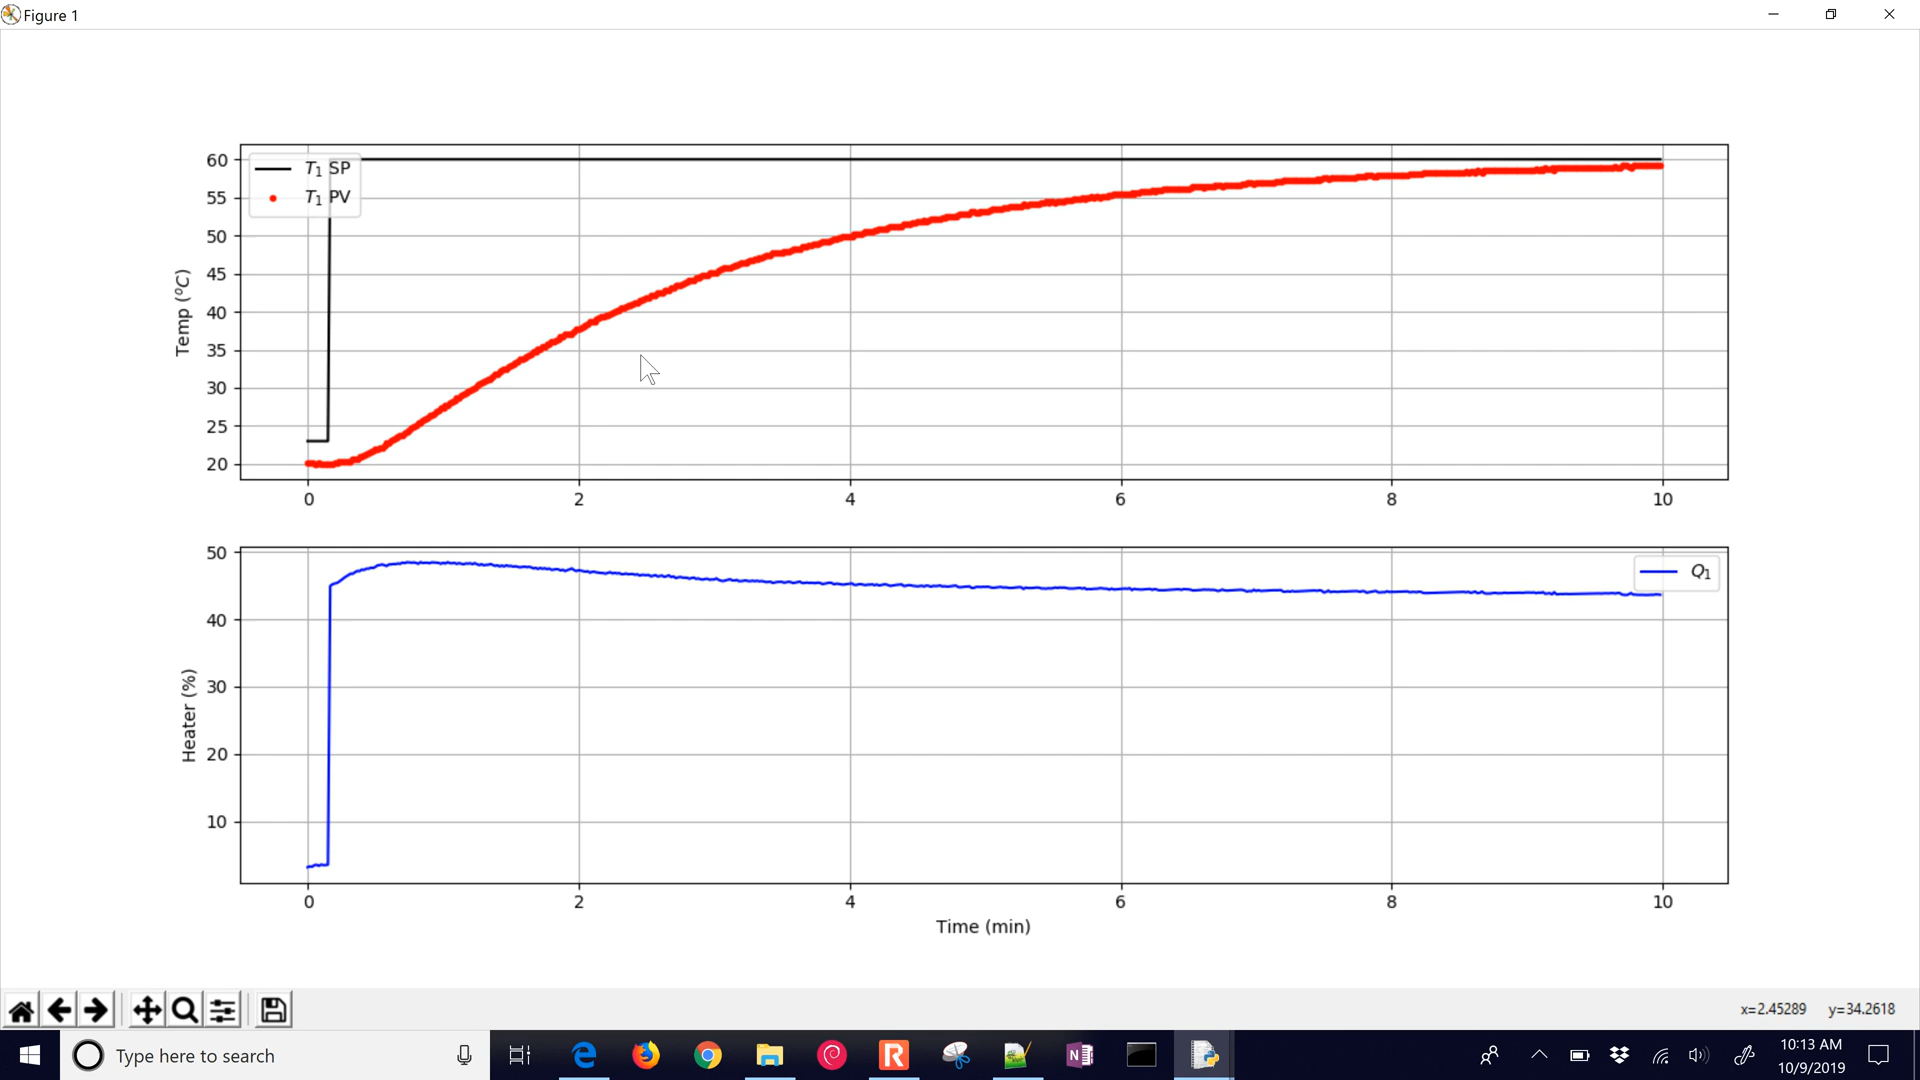 Figure 1
60
55
50
45
40
35
30
25
20
Temp (°C)
T1 SP
T1 PV
0 2 4 6 8 10
50
40
30
20
10
Heater (%)
Q1
0 2 4 6 8 10
Time (min)
x=2.45289 y=34.2618
Type here to search
10:13 AM
10/9/2019